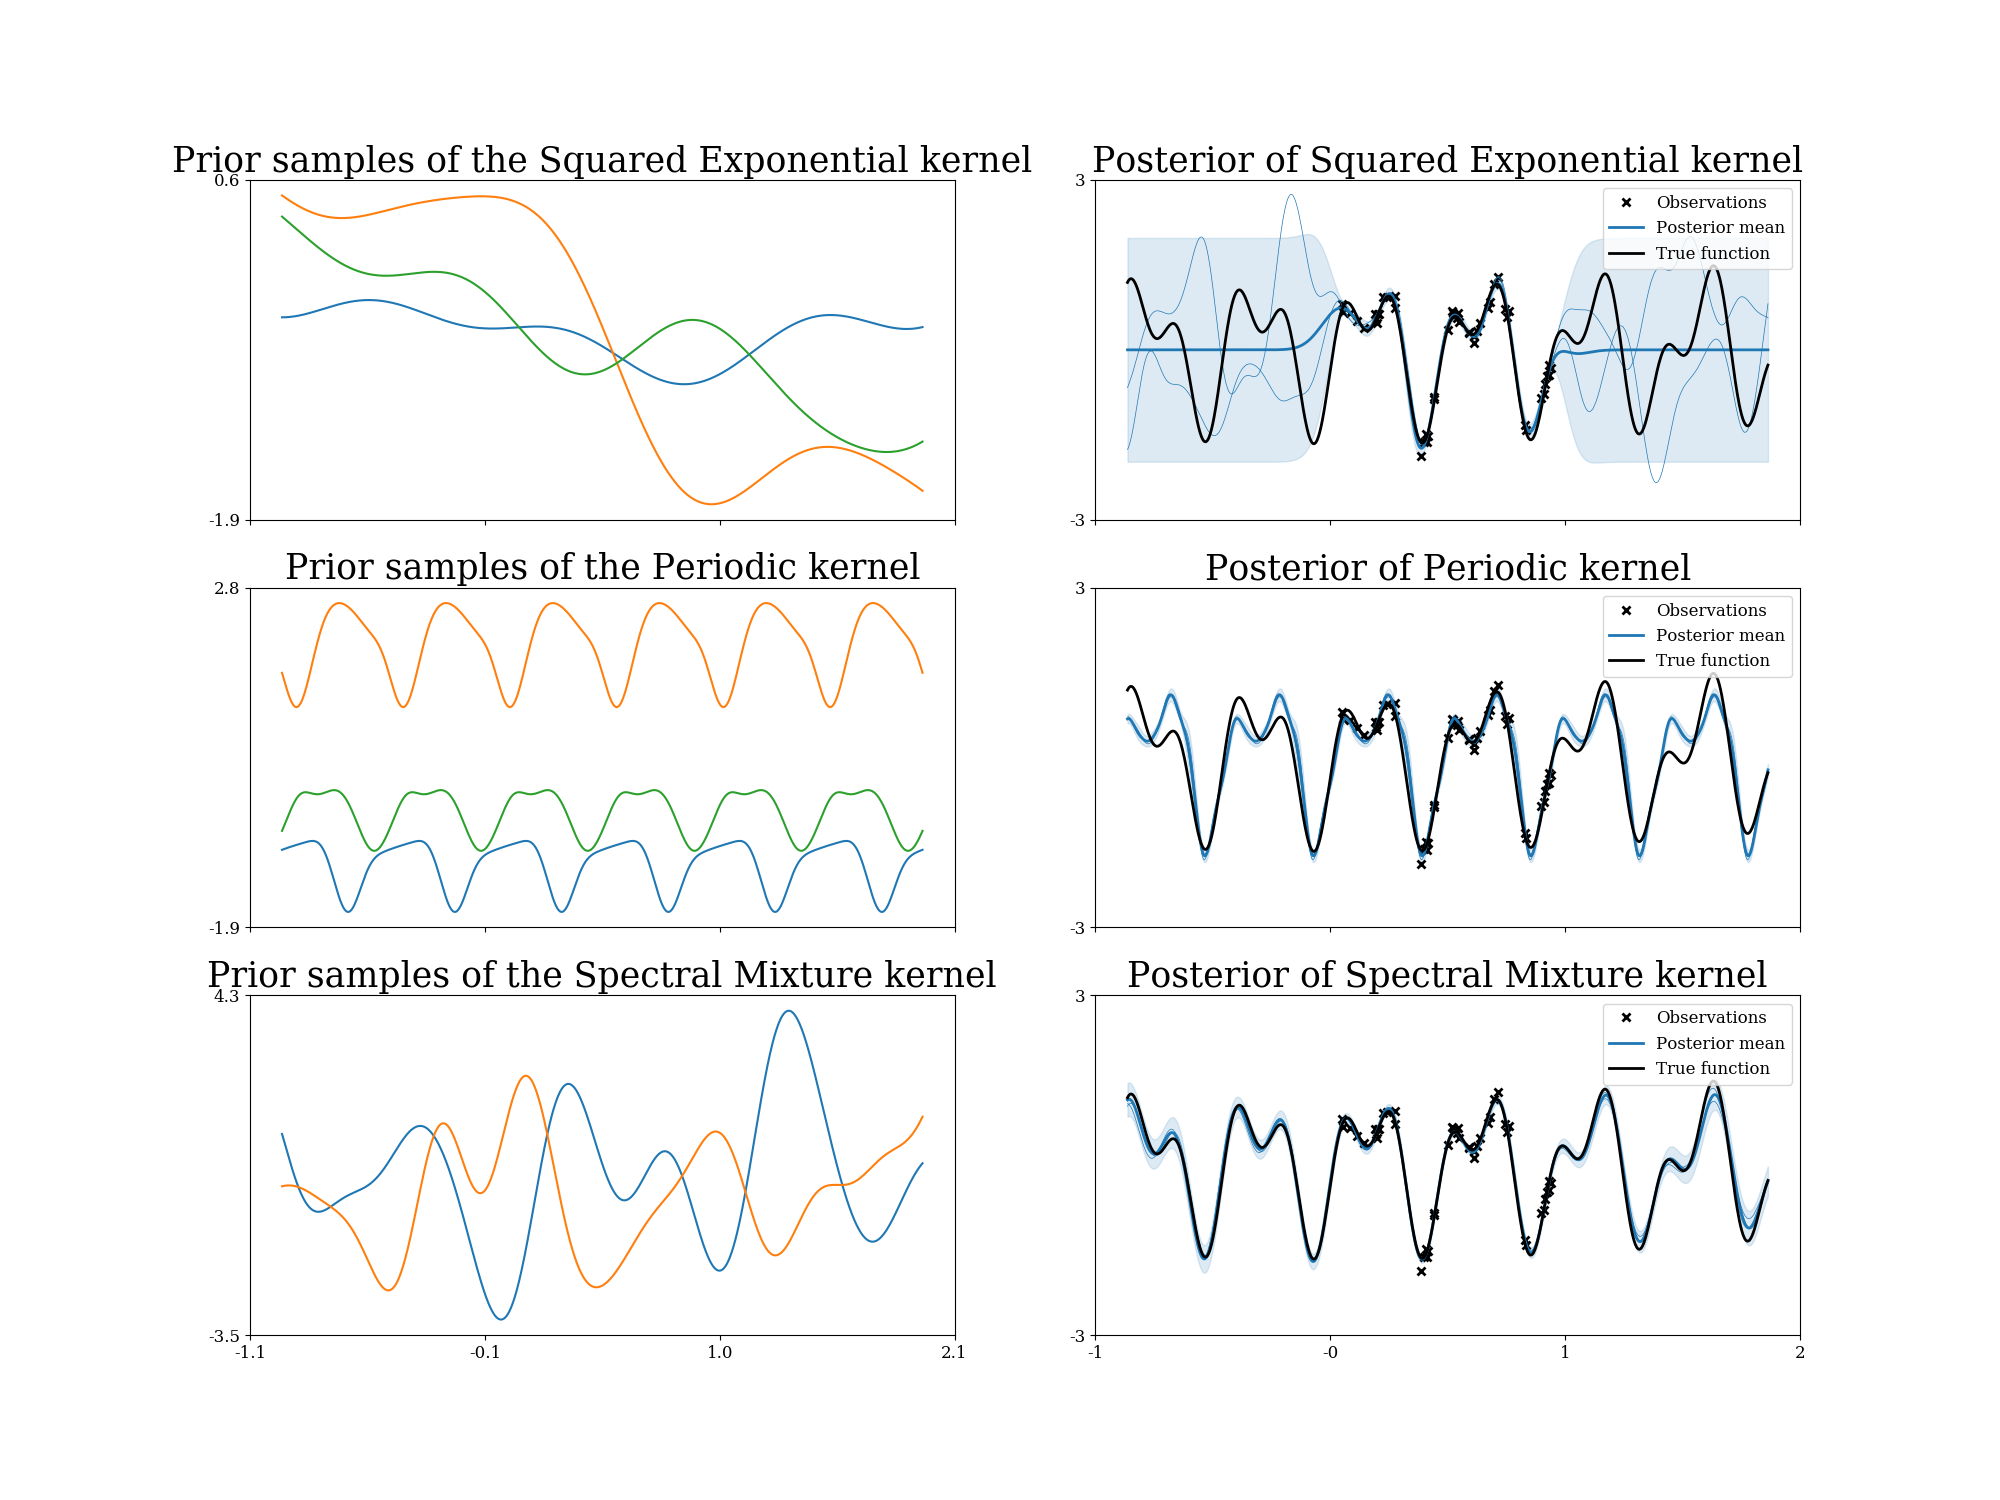 Prior samples of the Squared Exponential kernel
0.6
-1.9
Posterior of Squared Exponential kernel
3
-3
Observations
Posterior mean
True function
Prior samples of the Periodic kernel
2.8
-1.9
Posterior of Periodic kernel
3
-3
Observations
Posterior mean
True function
Prior samples of the Spectral Mixture kernel
4.3
-3.5
-1.1 -0.1 1.0 2.1
Posterior of Spectral Mixture kernel
3
-3
Observations
Posterior mean
True function
-1 -0 1 2